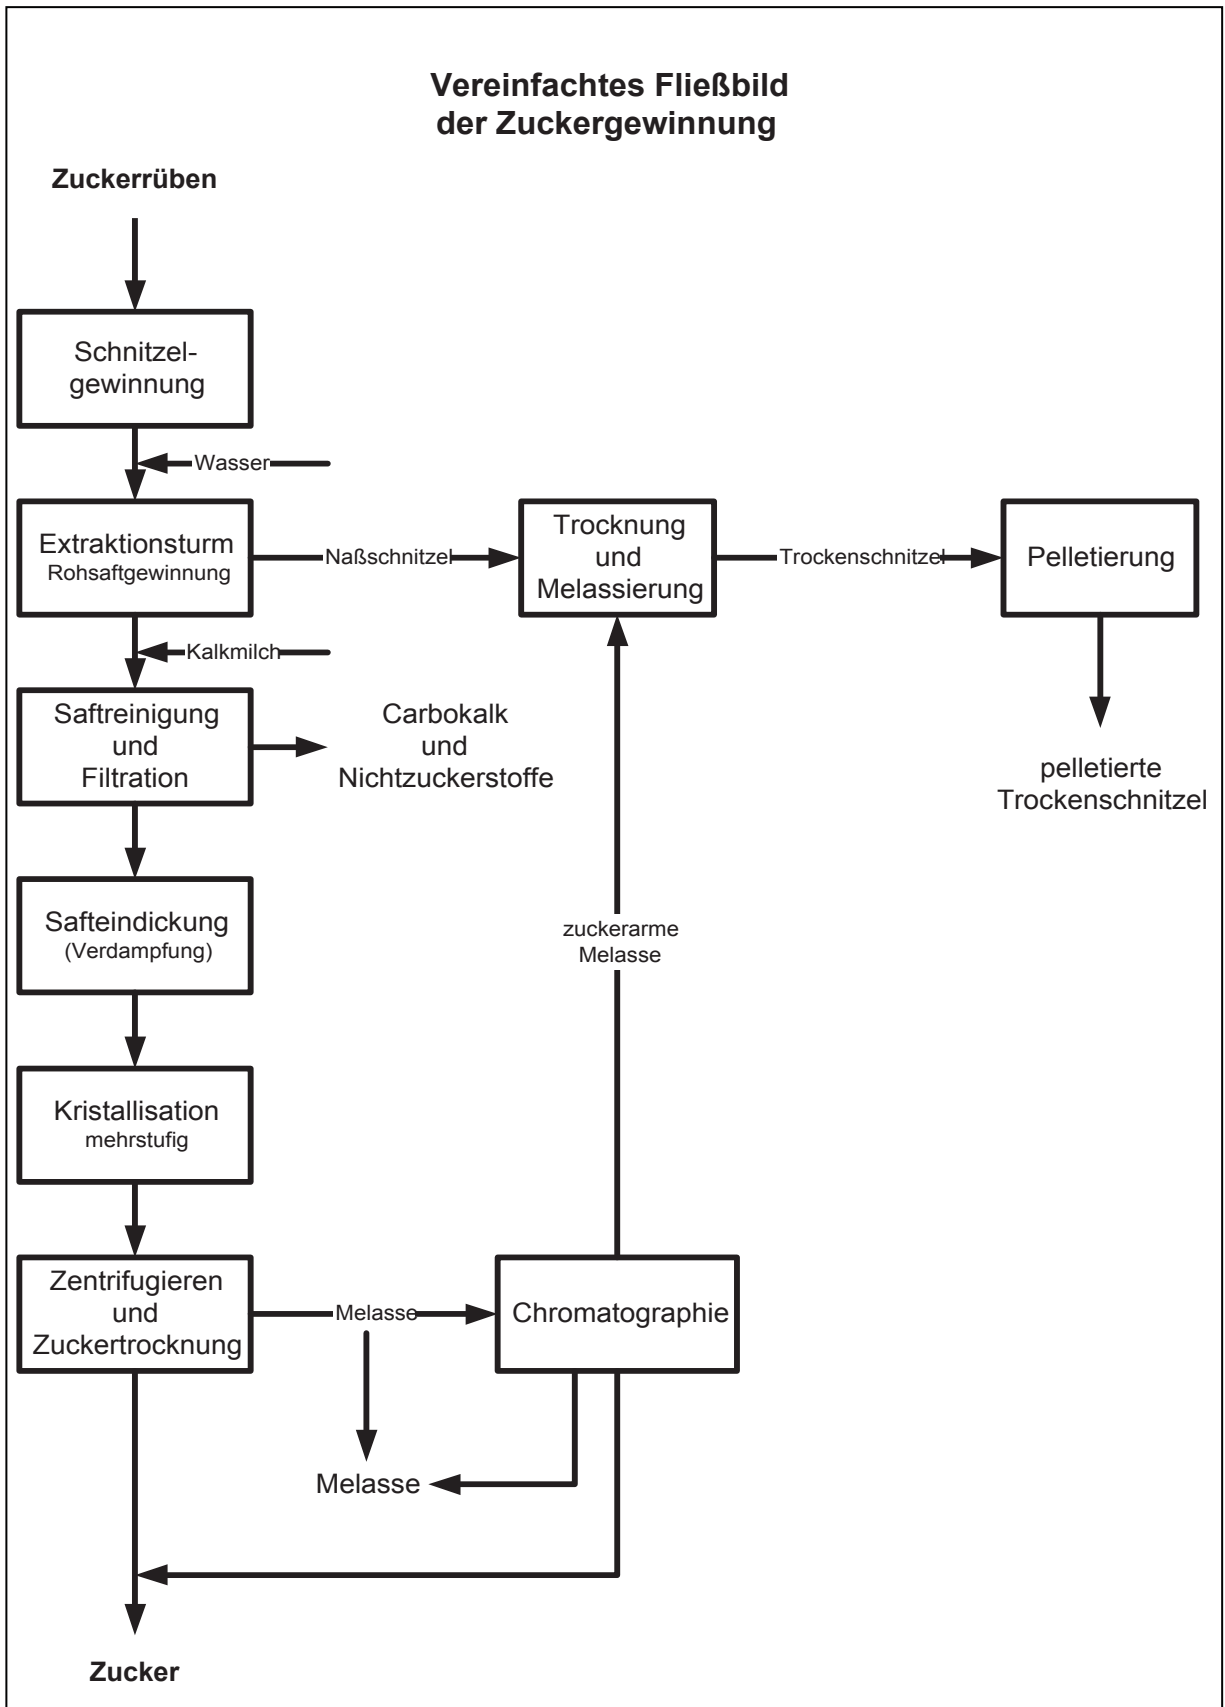 Vereinfachtes Fließbild
der Zuckergewinnung
Zuckerrüben
Schnitzel-
gewinnung
Wasser
Extraktionsturm
Rohsaftgewinnung
Naßschnitzel
Trocknung
und
Melassierung
Trockenschnitzel
Pelletierung
Kalkmilch
Saftreinigung
und
Filtration
Carbokalk
und
Nichtzuckerstoffe
pelletierte
Trockenschnitzel
Safteindickung
(Verdampfung)
zuckerarme
Melasse
Kristallisation
mehrstufig
Zentrifugieren
und
Zuckertrocknung
Melasse
Chromatographie
Melasse
Zucker